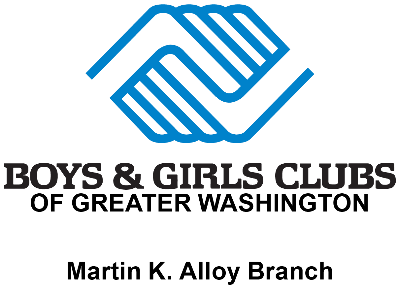 BOYS & GIRLS CLUBS
OF GREATER WASHINGTON
Martin K. Alloy Branch